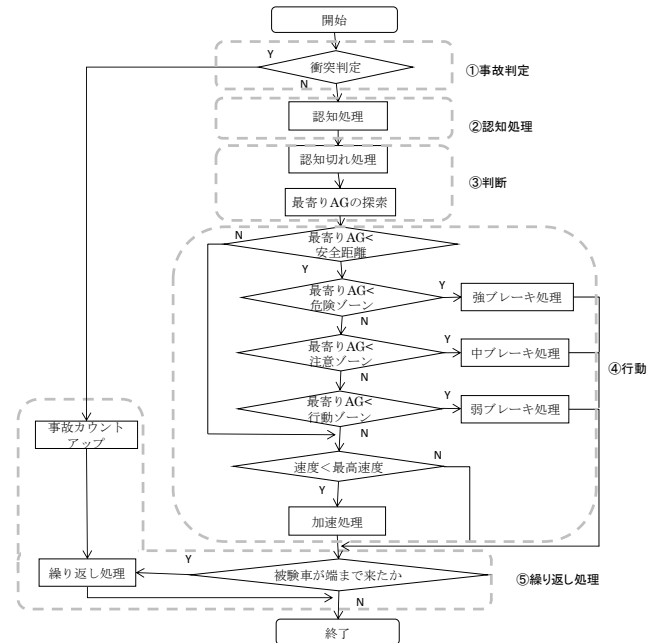 開始
Y
衝突判定
N
①事故判定
認知処理
②認知処理
認知切れ処理
③判断
最寄りAGの探索
N
最寄りAG<
安全距離
Y
最寄りAG<
危険ゾーン
Y
強ブレーキ処理
N
最寄りAG<
注意ゾーン
Y
中ブレーキ処理
④行動
N
最寄りAG<
行動ゾーン
Y
弱ブレーキ処理
N
事故カウント
アップ
速度＜最高速度
N
Y
加速処理
繰り返し処理
Y
被験車が端まで来たか
⑤繰り返し処理
N
終了